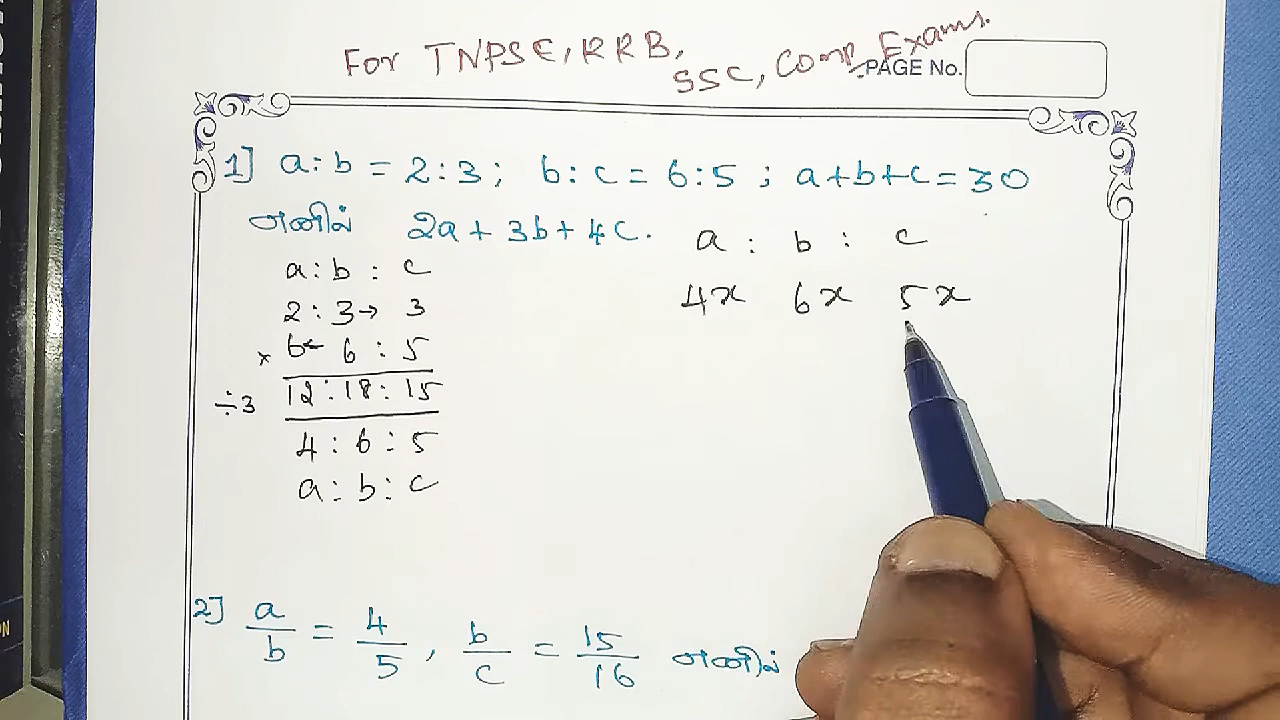 For TNPSC, RRB,
SSC, Comp. Exams.
PAGE No.
1] a:b = 2:3; b:c = 6:5 ; a+b+c = 30
எனில் 2a + 3b + 4c.
a : b : c
2 : 3 → 3
× 6 ← 6 : 5
÷3 12 : 18 : 15
4 : 6 : 5
a : b : c
a : b : c
4x 6x 5x
2] a/b = 4/5 , b/c = 15/16 எனில்